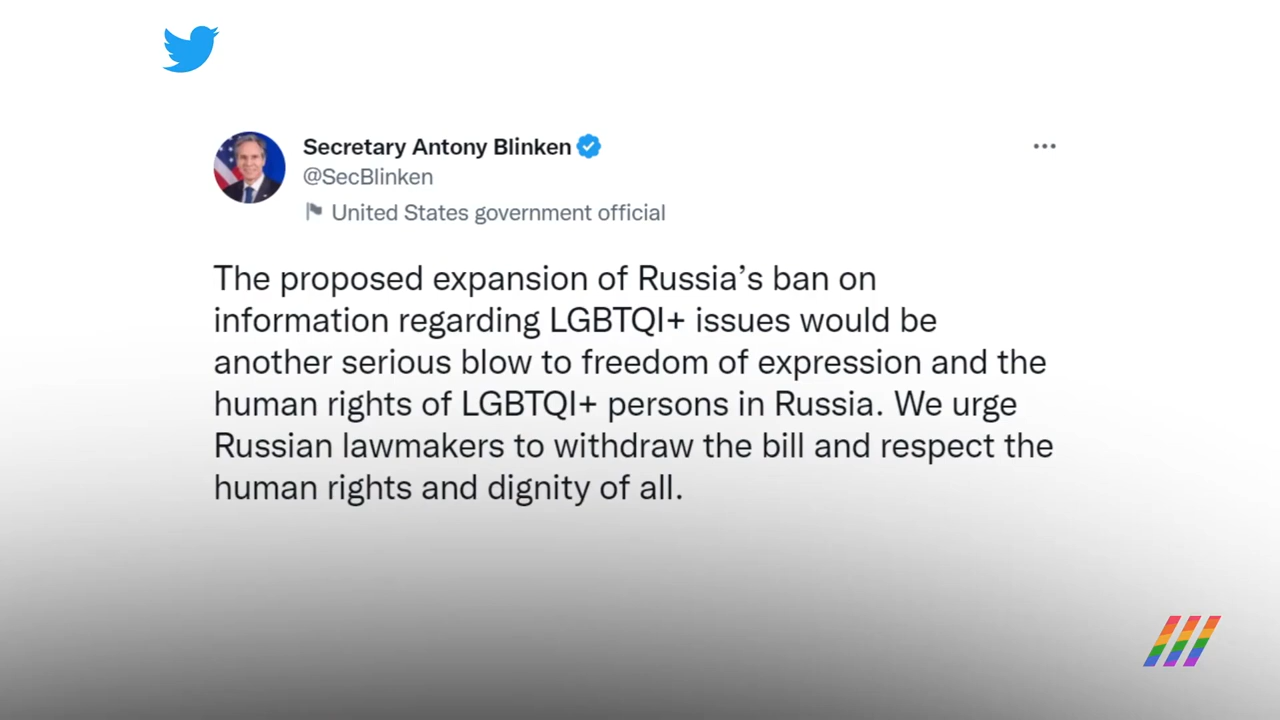 Secretary Antony Blinken
@SecBlinken
United States government official
The proposed expansion of Russia’s ban on
information regarding LGBTQI+ issues would be
another serious blow to freedom of expression and the
human rights of LGBTQI+ persons in Russia. We urge
Russian lawmakers to withdraw the bill and respect the
human rights and dignity of all.